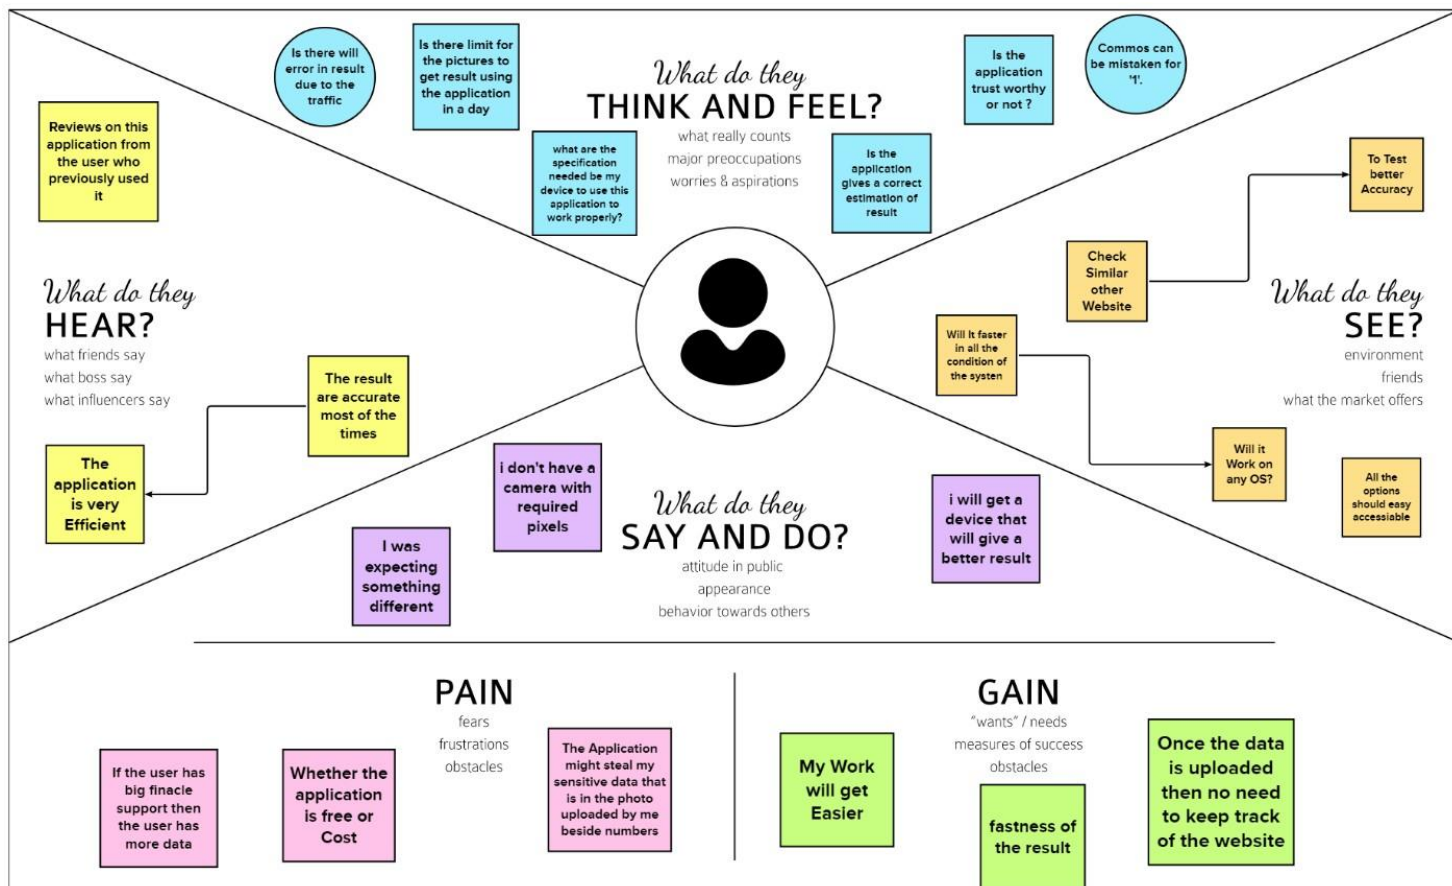 Is there will
error in result
due to the
traffic
Is there limit for
the pictures to
get result using
the application
in a day
what are the
specification
needed be my
device to use this
application to
work properly?
What do they
THINK AND FEEL?
what really counts
major preoccupations
worries & aspirations
Is the
application
trust worthy
or not ?
Commos can
be mistaken for
'1'.
Is the
application
gives a correct
estimation of
result
Reviews on this
application from
the user who
previously used
it
What do they
HEAR?
what friends say
what boss say
what influencers say
The result
are accurate
most of the
times
The
application
is very
Efficient
To Test
better
Accuracy
Check
Similar
other
Website
What do they
SEE?
environment
friends
what the market offers
Will It faster
in all the
condition of
the systen
Will it
Work on
any OS?
All the
options
should easy
accessiable
i don't have a
camera with
required
pixels
I was
expecting
something
different
What do they
SAY AND DO?
attitude in public
appearance
behavior towards others
i will get a
device that
will give a
better result
PAIN
fears
frustrations
obstacles
If the user has
big finacle
support then
the user has
more data
Whether the
application
is free or
Cost
The Application
might steal my
sensitive data that
is in the photo
uploaded by me
beside numbers
GAIN
"wants" / needs
measures of success
obstacles
My Work
will get
Easier
fastness of
the result
Once the data
is uploaded
then no need
to keep track
of the website